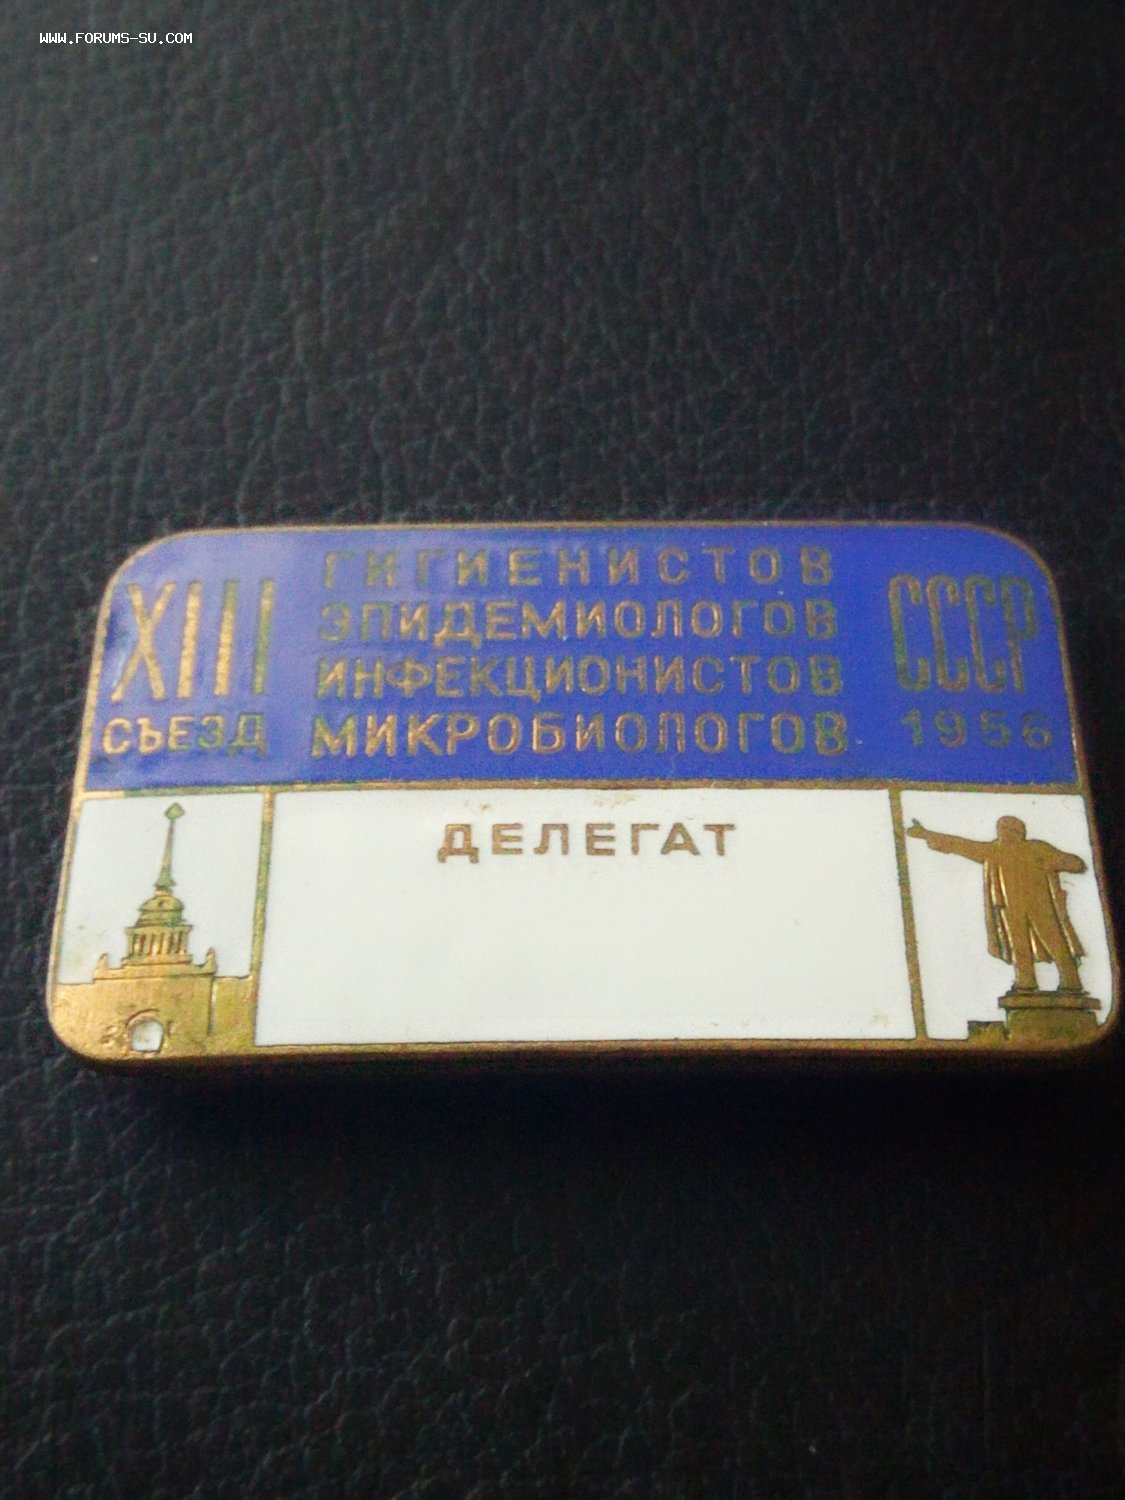 WWW.FORUMS-SU.COM
XIII
СЪЕЗД
ГИГИЕНИСТОВ
ЭПИДЕМИОЛОГОВ
ИНФЕКЦИОНИСТОВ
МИКРОБИОЛОГОВ
СССР
1956
ДЕЛЕГАТ